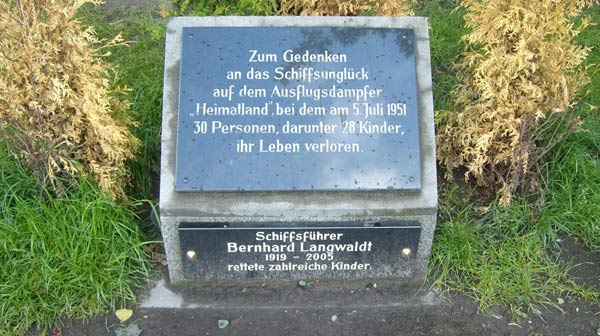 Zum Gedenken
an das Schiffsunglück
auf dem Ausflugsdampfer
„Heimatland”, bei dem am 5. Juli 1951
30 Personen, darunter 28 Kinder,
ihr Leben verloren.
Schiffsführer
Bernhard Langwaldt
1919 – 2005
rettete zahlreiche Kinder.